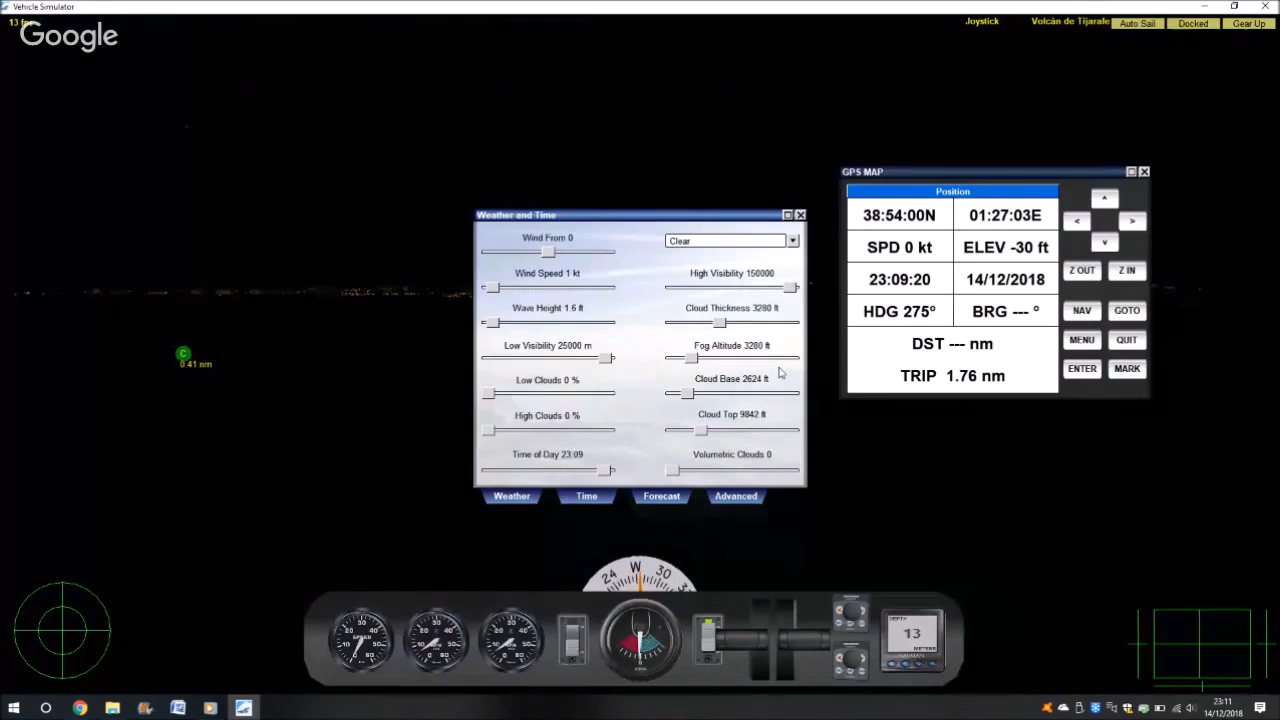 Vehicle Simulator
13 fps
Google
Joystick
Volcán de Tijarafe
Auto Sail
Docked
Gear Up
Weather and Time
Wind From 0
Clear
Wind Speed 1 kt
High Visibility 150000
Wave Height 1.6 ft
Cloud Thickness 3280 ft
Low Visibility 25000 m
Fog Altitude 3280 ft
Low Clouds 0 %
Cloud Base 2624 ft
High Clouds 0 %
Cloud Top 9842 ft
Time of Day 23:09
Volumetric Clouds 0
Weather
Time
Forecast
Advanced
GPS MAP
Position
38:54:00N 01:27:03E
SPD 0 kt ELEV -30 ft
23:09:20 14/12/2018
HDG 275° BRG --- °
DST --- nm
TRIP 1.76 nm
^
< >
v
Z OUT Z IN
NAV GOTO
MENU QUIT
ENTER MARK
C
0.41 nm
24 W 30
SPEED
DEPTH
13
METERS
23:11
14/12/2018